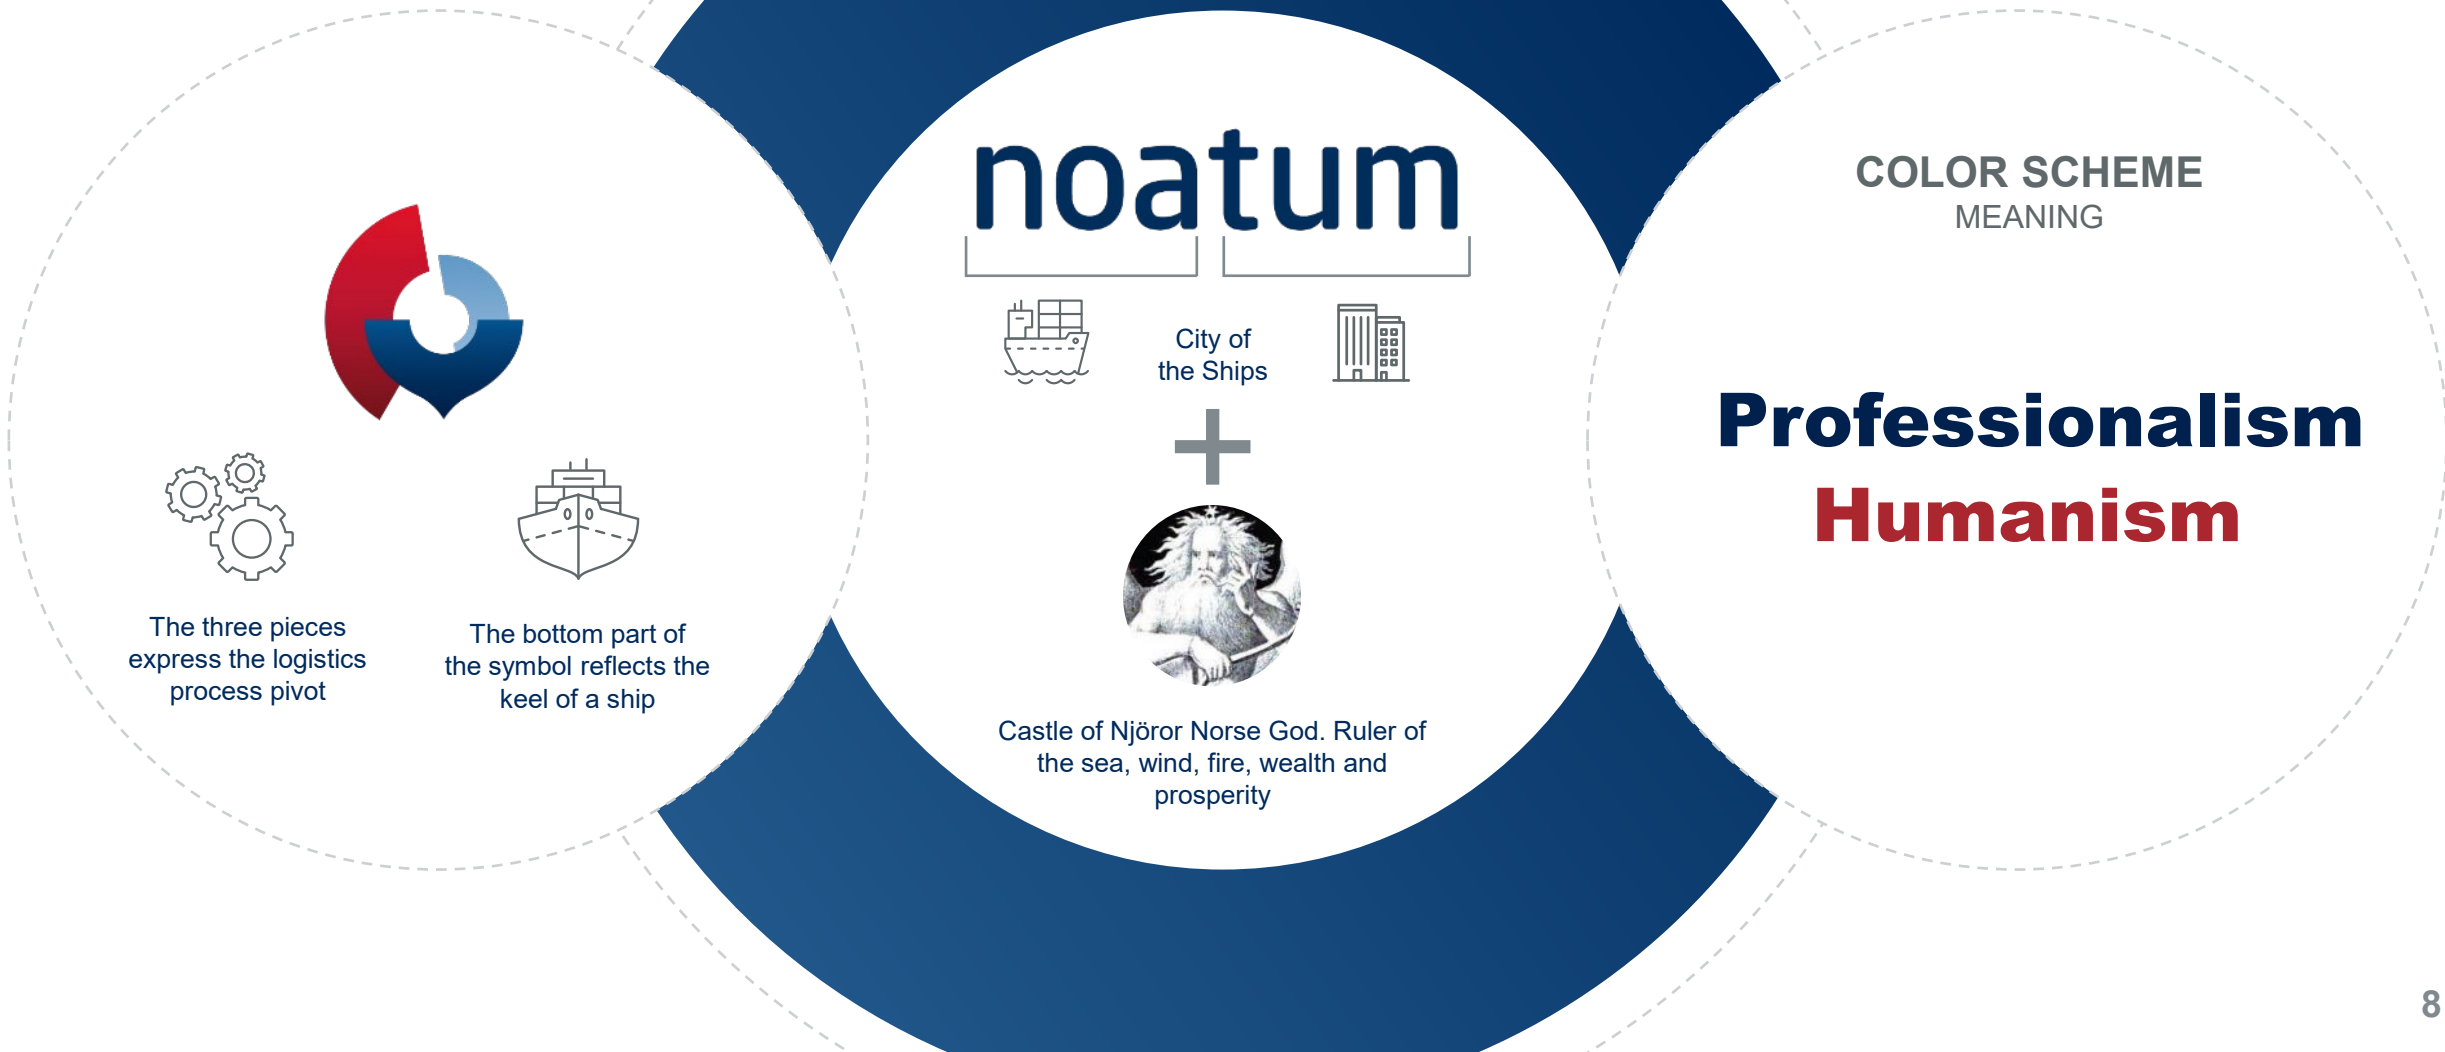 The three pieces
express the logistics
process pivot
The bottom part of
the symbol reflects the
keel of a ship
noatum
City of
the Ships
Castle of Njöror Norse God. Ruler of
the sea, wind, fire, wealth and
prosperity
COLOR SCHEME
MEANING
Professionalism
Humanism
8